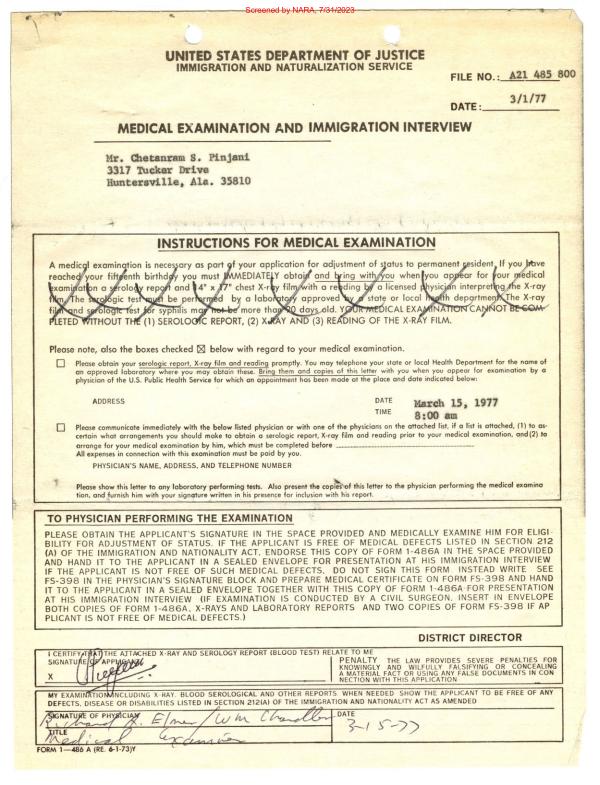 Screened by NARA, 7/31/2023
UNITED STATES DEPARTMENT OF JUSTICE
IMMIGRATION AND NATURALIZATION SERVICE
FILE NO.: A21 485 800
DATE: 3/1/77
MEDICAL EXAMINATION AND IMMIGRATION INTERVIEW
Mr. Chetanram S. Pinjani
3317 Tucker Drive
Huntersville, Ala. 35810
INSTRUCTIONS FOR MEDICAL EXAMINATION
A medical examination is necessary as part of your application for adjustment of status to permanent resident. If you have
reached your fifteenth birthday you must IMMEDIATELY obtain and bring with you when you appear for your medical
examination a serology report and 14" x 17" chest X-ray film with a reading by a licensed physician interpreting the X-ray
film. The serologic test must be performed by a laboratory approved by a state or local health department. The X-ray
film and serologic test for syphilis may not be more than days old. YOUR MEDICAL EXAMINATION CANNOT BE COM-
PLETED WITHOUT THE (1) SEROLOGIC REPORT, (2) X-RAY AND (3) READING OF THE X-RAY FILM.
Please note, also the boxes checked ☒ below with regard to your medical examination.
☐ Please obtain your serologic report, X-ray film and reading promptly. You may telephone your state or local Health Department for the name of
an approved laboratory where you may obtain these. Bring them and copies of this letter with you when you appear for examination by a
physician of the U.S. Public Health Service for which an appointment has been made at the place and date indicated below:
ADDRESS DATE March 15, 1977
TIME 8:00 am
☐ Please communicate immediately with the below listed physician or with one of the physicians on the attached list, if a list is attached, (1) to as-
certain what arrangements you should make to obtain a serologic report, X-ray film and reading prior to your medical examination, and (2) to
arrange for your medical examination by him, which must be completed before
All expenses in connection with this examination must be paid by you.
PHYSICIAN'S NAME, ADDRESS, AND TELEPHONE NUMBER
Please show this letter to any laboratory performing tests. Also present the copies of this letter to the physician performing the medical examina
tion, and furnish him with your signature written in his presence for inclusion with his report.
TO PHYSICIAN PERFORMING THE EXAMINATION
PLEASE OBTAIN THE APPLICANT'S SIGNATURE IN THE SPACE PROVIDED AND MEDICALLY EXAMINE HIM FOR ELIGI-
BILITY FOR ADJUSTMENT OF STATUS. IF THE APPLICANT IS FREE OF MEDICAL DEFECTS LISTED IN SECTION 212
(A) OF THE IMMIGRATION AND NATIONALITY ACT, ENDORSE THIS COPY OF FORM 1-486A IN THE SPACE PROVIDED
AND HAND IT TO THE APPLICANT IN A SEALED ENVELOPE FOR PRESENTATION AT HIS IMMIGRATION INTERVIEW
IF THE APPLICANT IS NOT FREE OF SUCH MEDICAL DEFECTS. DO NOT SIGN THIS FORM INSTEAD WRITE SEE
FS-398 IN THE PHYSICIAN'S SIGNATURE BLOCK AND PREPARE MEDICAL CERTIFICATE ON FORM FS-398 AND HAND
IT TO THE APPLICANT IN A SEALED ENVELOPE TOGETHER WITH THIS COPY OF FORM 1-486A FOR PRESENTATION
AT HIS IMMIGRATION INTERVIEW (IF EXAMINATION IS CONDUCTED BY A CIVIL SURGEON. INSERT IN ENVELOPE
BOTH COPIES OF FORM 1-486A, X-RAYS AND LABORATORY REPORTS AND TWO COPIES OF FORM FS-398 IF AP
PLICANT IS NOT FREE OF MEDICAL DEFECTS.)
DISTRICT DIRECTOR
I CERTIFY THAT THE ATTACHED X-RAY AND SEROLOGY REPORT (BLOOD TEST) RELATE TO ME
SIGNATURE OF APPLICANT
X
PENALTY THE LAW PROVIDES SEVERE PENALTIES FOR
KNOWINGLY AND WILFULLY FALSIFYING OR CONCEALING
A MATERIAL FACT OR USING ANY FALSE DOCUMENTS IN CON
NECTION WITH THIS APPLICATION
MY EXAMINATION INCLUDING X-RAY. BLOOD SEROLOGICAL AND OTHER REPORTS. WHEN NEEDED SHOW THE APPLICANT TO BE FREE OF ANY
DEFECTS, DISEASE OR DISABILITIES LISTED IN SECTION 212(A) OF THE IMMIGRATION AND NATIONALITY ACT AS AMENDED
SIGNATURE OF PHYSICIAN
Richard A. Elmer / Wm Chandler
DATE
3-15-77
TITLE
Medical Examiner
FORM 1—486 A (RE. 6-1-73)Y